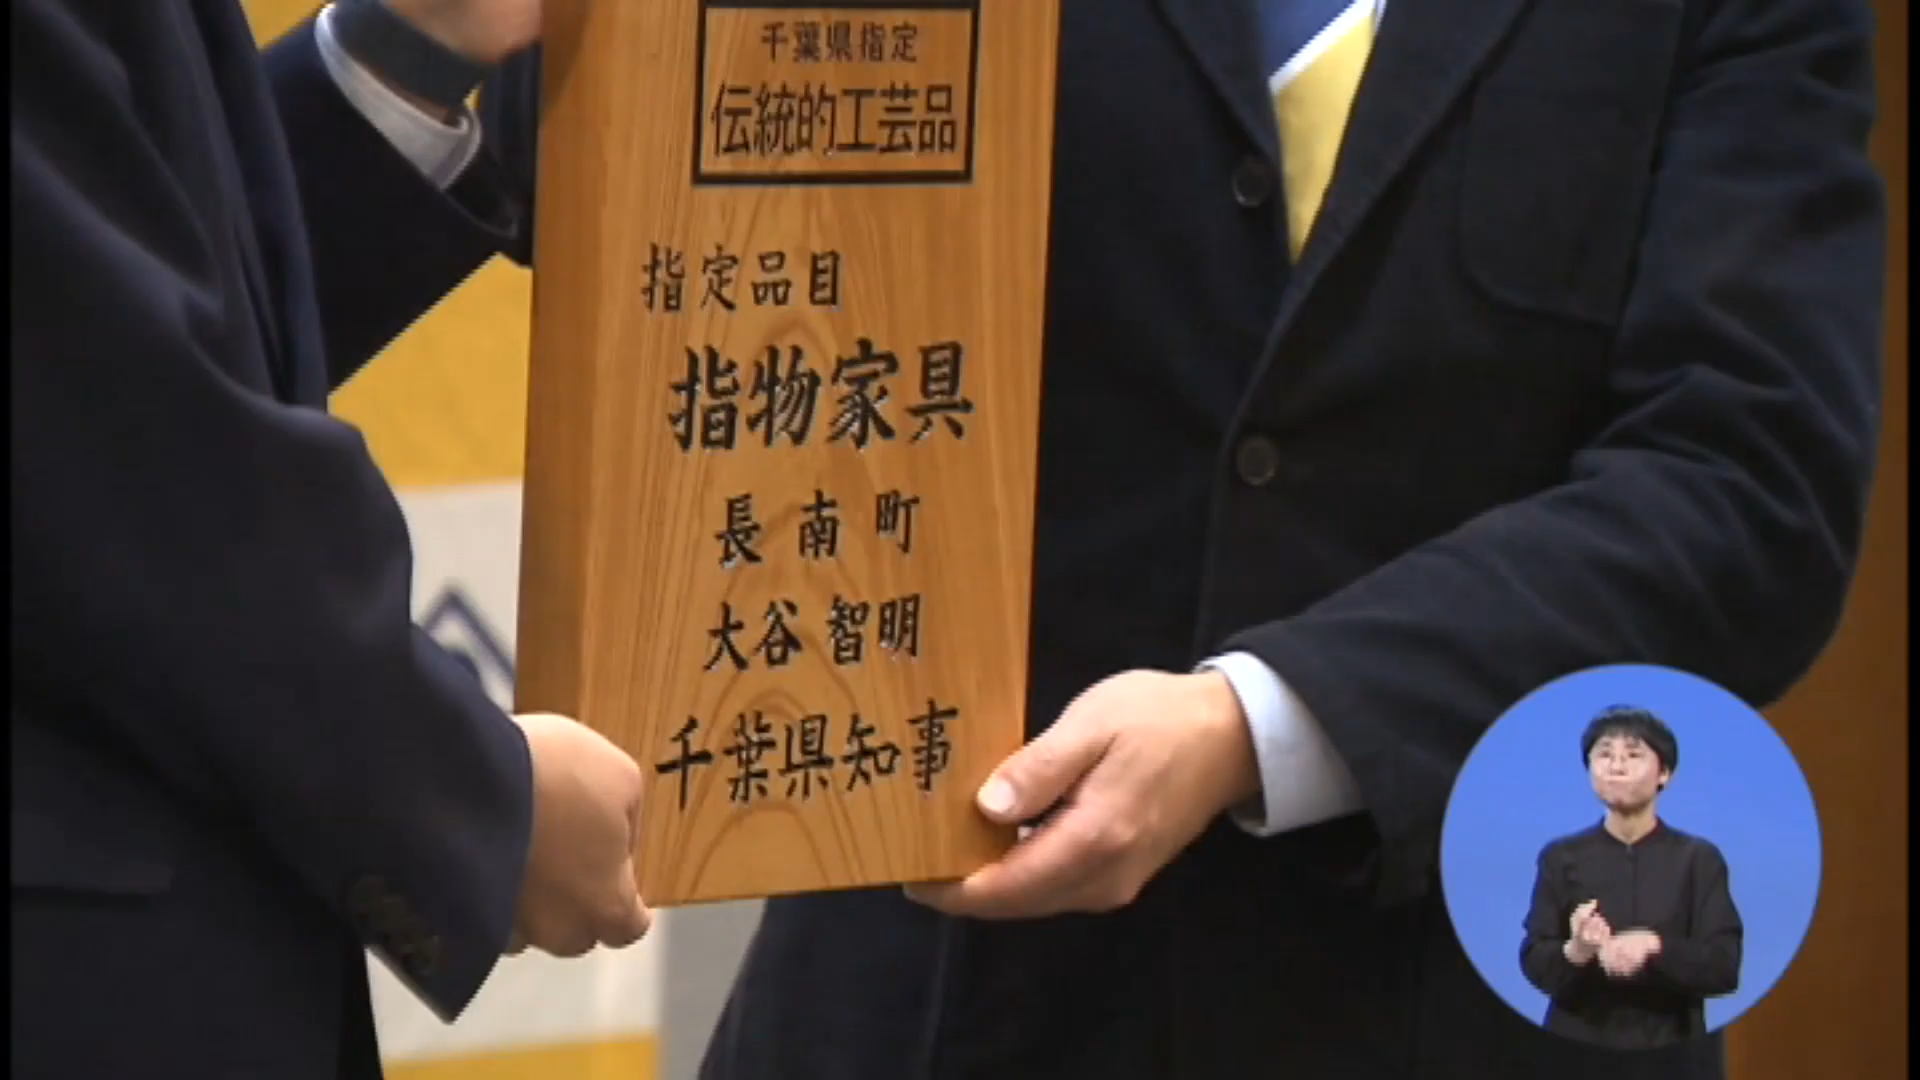 千葉県指定
伝統的工芸品
指定品目
指物家具
長南町
大谷智明
千葉県知事